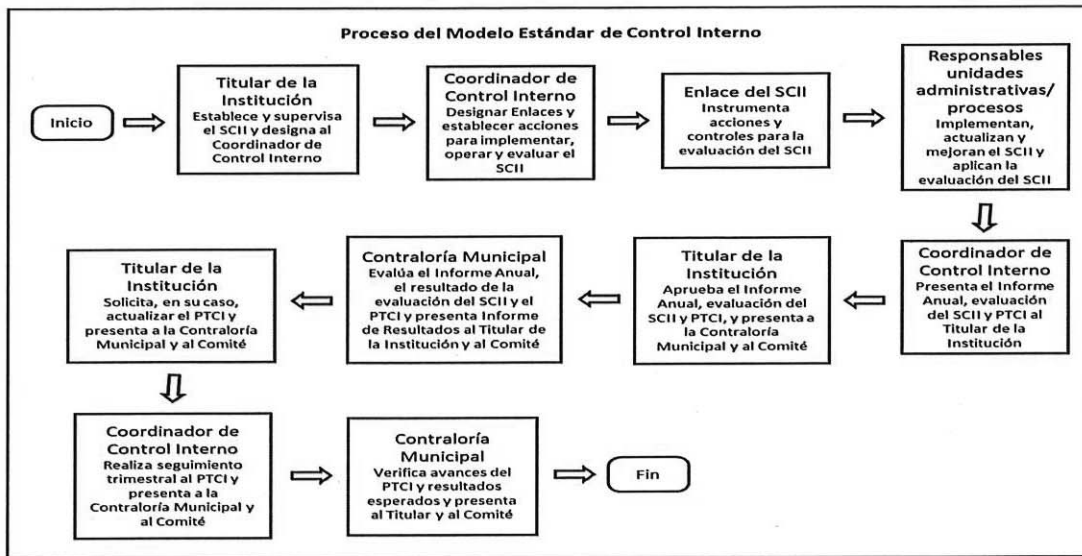 Proceso del Modelo Estándar de Control Interno
Inicio
Titular de la
Institución
Establece y supervisa
el SCII y designa al
Coordinador de
Control Interno
Coordinador de
Control Interno
Designar Enlaces y
establecer acciones
para implementar,
operar y evaluar el
SCII
Enlace del SCII
Instrumenta
acciones y
controles para la
evaluación del SCII
Responsables
unidades
administrativas/
procesos
Implementan,
actualizan y
mejoran el SCII y
aplican la
evaluación del SCII
Coordinador de
Control Interno
Presenta el Informe
Anual, evaluación
del SCII y PTCI al
Titular de la
Institución
Titular de la
Institución
Aprueba el Informe
Anual, evaluación del
SCII y PTCI, y presenta
a la Contraloría
Municipal y al Comité
Contraloría Municipal
Evalúa el Informe Anual,
el resultado de la
evaluación del SCII y el
PTCI y presenta Informe
de Resultados al Titular de
la Institución y al Comité
Titular de la
Institución
Solicita, en su caso,
actualizar el PTCI y
presenta a la Contraloría
Municipal y al Comité
Coordinador de
Control Interno
Realiza seguimiento
trimestral al PTCI y
presenta a la
Contraloría Municipal y
al Comité
Contraloría
Municipal
Verifica avances del
PTCI y resultados
esperados y presenta
al Titular y al Comité
Fin